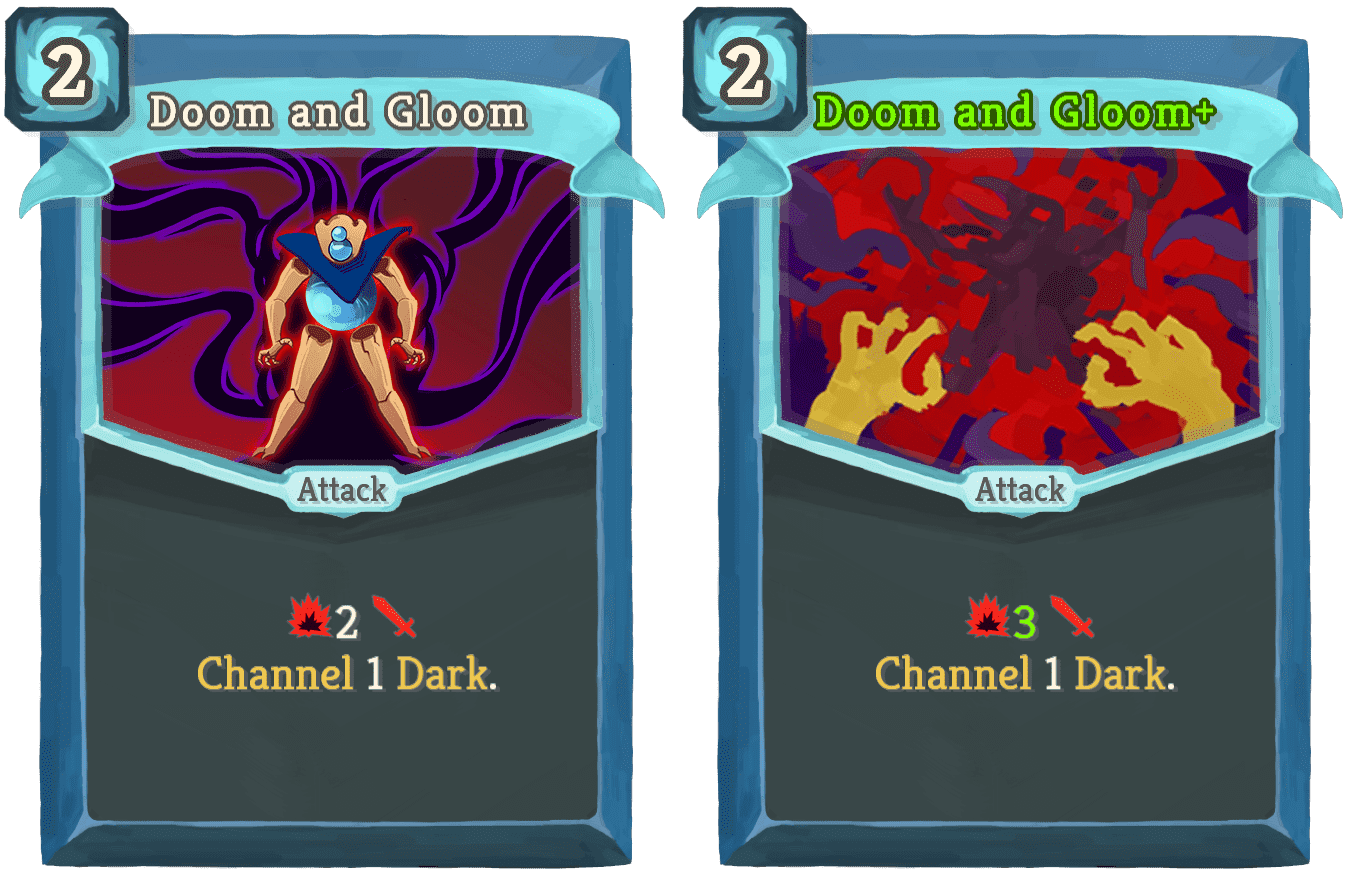 2
Doom and Gloom
Attack
2
Channel 1 Dark.
2
Doom and Gloom+
Attack
3
Channel 1 Dark.